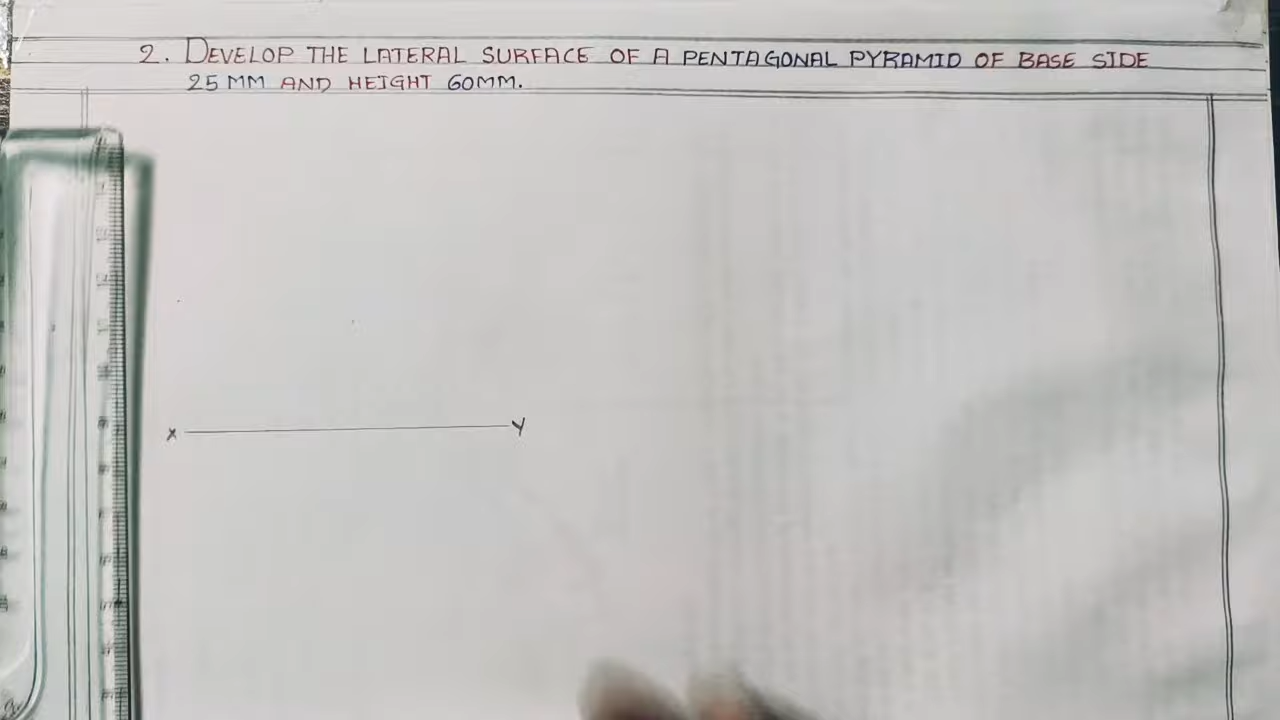 2. DEVELOP THE LATERAL SURFACE OF A PENTAGONAL PYRAMID OF BASE SIDE
25 MM AND HEIGHT 60MM.
X Y